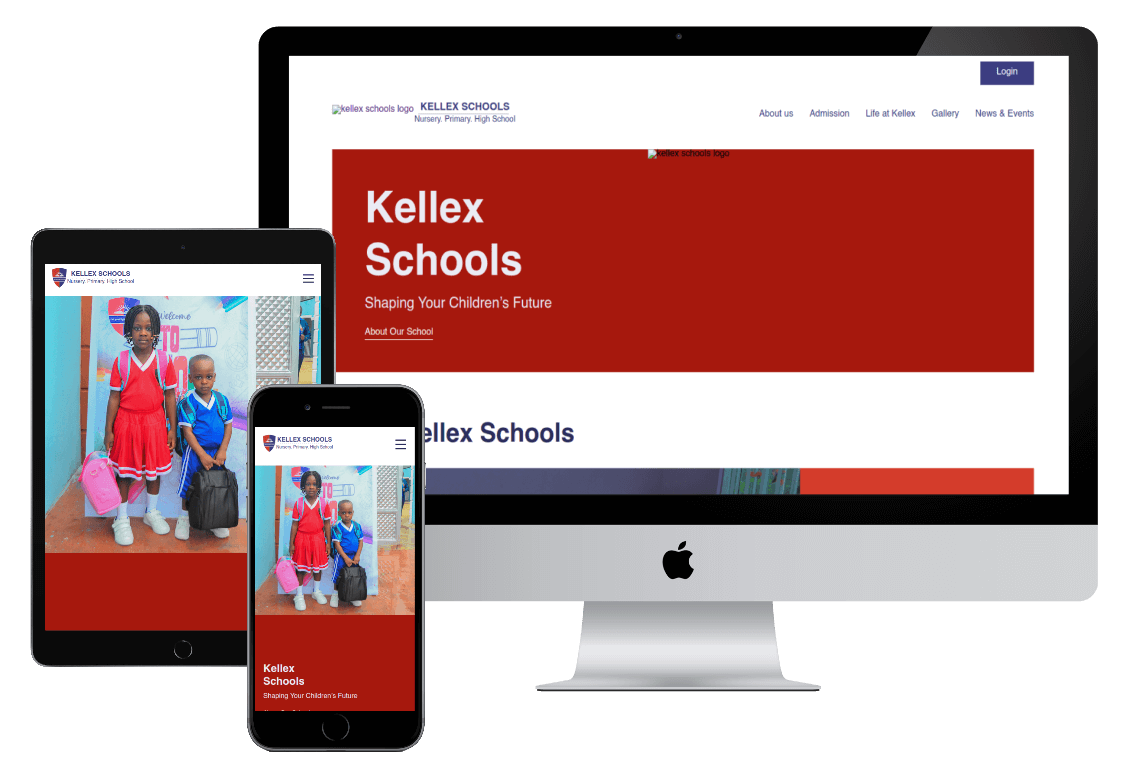 Login
kellex schools logo
KELLEX SCHOOLS
Nursery. Primary. High School
About us Admission Life at Kellex Gallery News & Events
kellex schools logo
Kellex
Schools
Shaping Your Children's Future
About Our School
ellex Schools
KELLEX SCHOOLS
Nursery. Primary. High School
Welcome
TO
KELLEX SCHOOLS
Nursery. Primary. High School
TO
Kellex
Schools
Shaping Your Children's Future